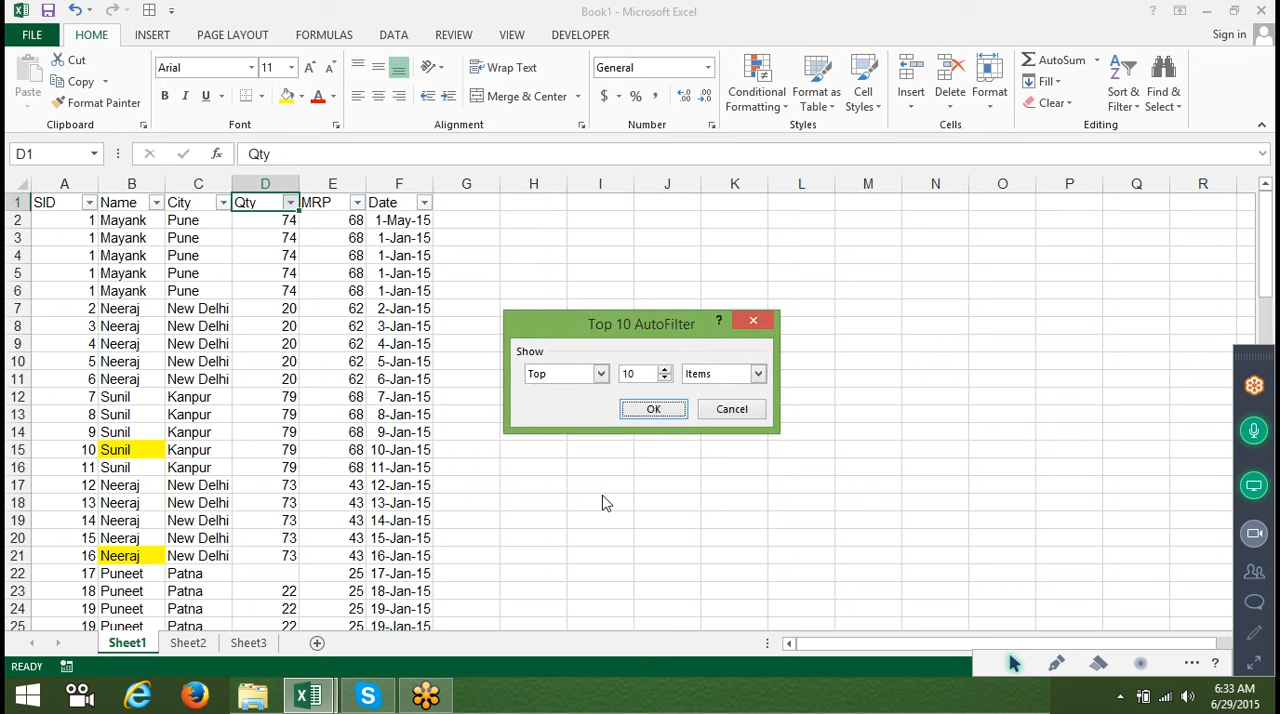 Book1 - Microsoft Excel
?
FILE HOME INSERT PAGE LAYOUT FORMULAS DATA REVIEW VIEW DEVELOPER Sign in
Paste
Cut
Copy
Format Painter
Clipboard
Arial 11
B I U
Font
Wrap Text
Merge & Center
Alignment
General
$ % ,
Number
Conditional Formatting
Format as Table
Cell Styles
Styles
Insert
Delete
Format
Cells
AutoSum
Fill
Clear
Sort & Filter
Find & Select
Editing
D1 fx Qty
A B C D E F G H I J K L M N O P Q R
1 SID Name City Qty MRP Date
2 1 Mayank Pune 74 68 1-May-15
3 1 Mayank Pune 74 68 1-Jan-15
4 1 Mayank Pune 74 68 1-Jan-15
5 1 Mayank Pune 74 68 1-Jan-15
6 1 Mayank Pune 74 68 1-Jan-15
7 2 Neeraj New Delhi 20 62 2-Jan-15
8 3 Neeraj New Delhi 20 62 3-Jan-15
9 4 Neeraj New Delhi 20 62 4-Jan-15
10 5 Neeraj New Delhi 20 62 5-Jan-15
11 6 Neeraj New Delhi 20 62 6-Jan-15
12 7 Sunil Kanpur 79 68 7-Jan-15
13 8 Sunil Kanpur 79 68 8-Jan-15
14 9 Sunil Kanpur 79 68 9-Jan-15
15 10 Sunil Kanpur 79 68 10-Jan-15
16 11 Sunil Kanpur 79 68 11-Jan-15
17 12 Neeraj New Delhi 73 43 12-Jan-15
18 13 Neeraj New Delhi 73 43 13-Jan-15
19 14 Neeraj New Delhi 73 43 14-Jan-15
20 15 Neeraj New Delhi 73 43 15-Jan-15
21 16 Neeraj New Delhi 73 43 16-Jan-15
22 17 Puneet Patna 25 17-Jan-15
23 18 Puneet Patna 22 25 18-Jan-15
24 19 Puneet Patna 22 25 19-Jan-15
25 19 Puneet Patna 22 25 19-Jan-15
Top 10 AutoFilter ?
Show
Top 10 Items
OK Cancel
Sheet1 Sheet2 Sheet3
READY
?
6:33 AM
6/29/2015